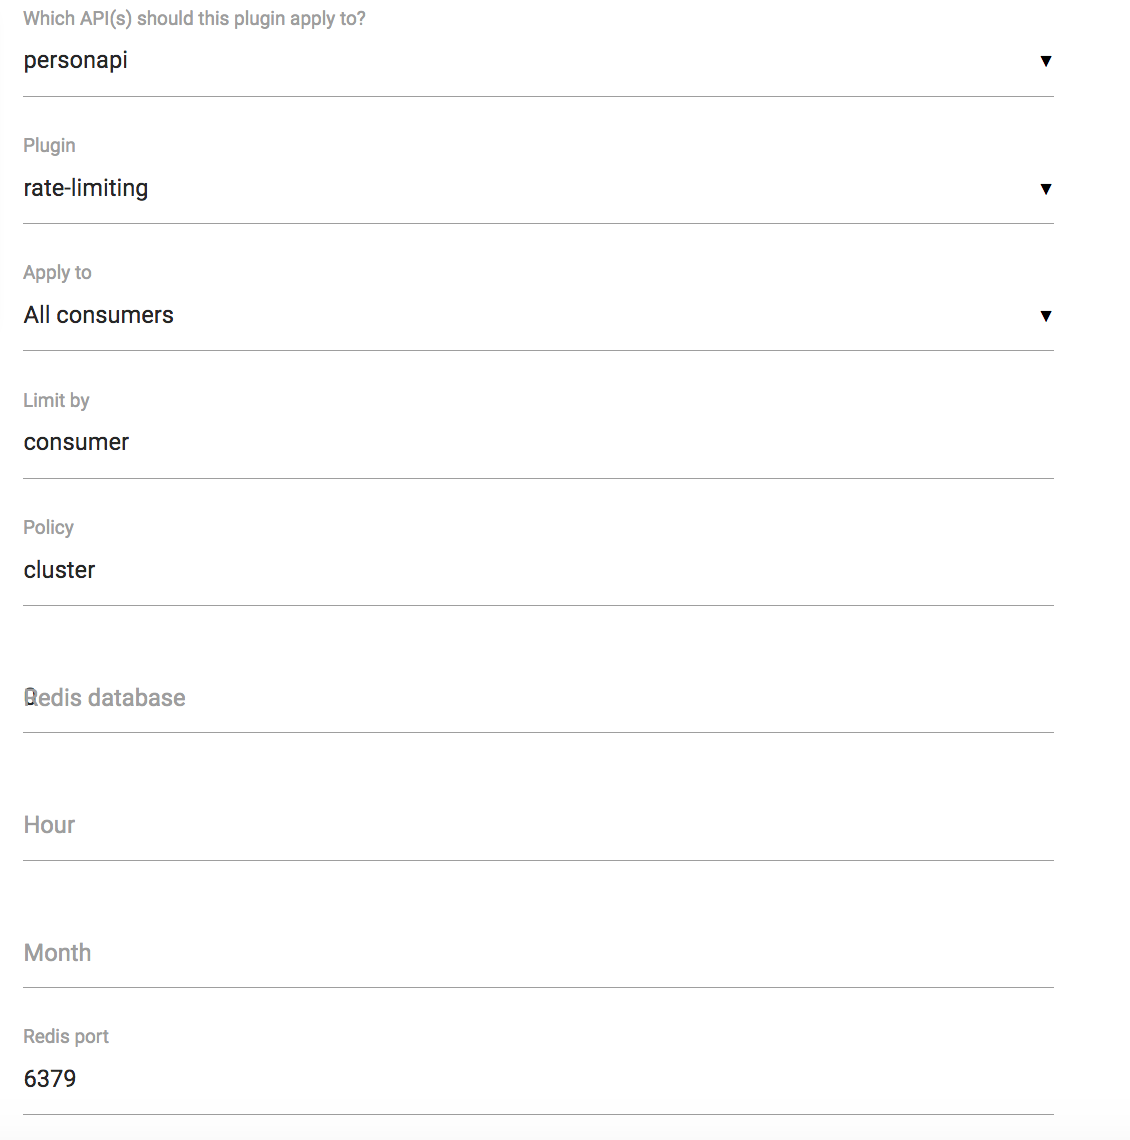 Which API(s) should this plugin apply to?
personapi
▼
Plugin
rate-limiting
▼
Apply to
All consumers
▼
Limit by
consumer
Policy
cluster
Redis database
0
Hour
Month
Redis port
6379